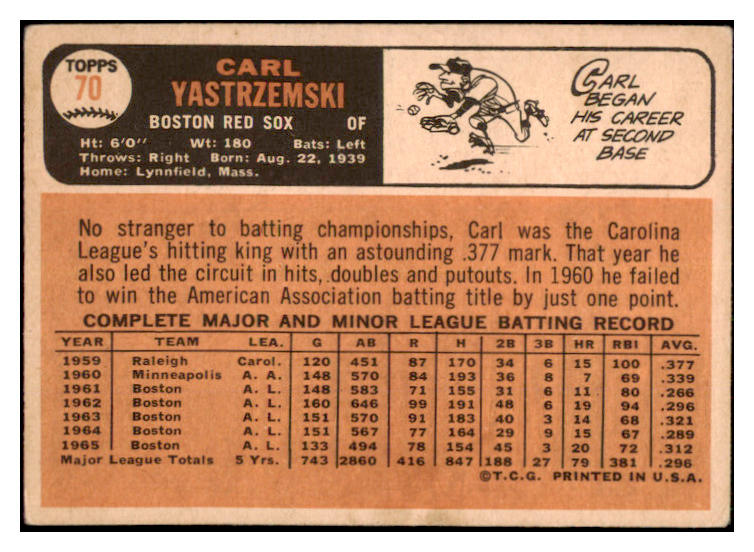 TOPPS
70
CARL
YASTRZEMSKI
BOSTON RED SOX OF
Ht: 6'0" Wt: 180 Bats: Left
Throws: Right Born: Aug. 22, 1939
Home: Lynnfield, Mass.
CARL
BEGAN
HIS CAREER
AT SECOND
BASE
No stranger to batting championships, Carl was the Carolina
League's hitting king with an astounding .377 mark. That year he
also led the circuit in hits, doubles and putouts. In 1960 he failed
to win the American Association batting title by just one point.
COMPLETE MAJOR AND MINOR LEAGUE BATTING RECORD
YEAR TEAM LEA. G AB R H 2B 3B HR RBI AVG.
1959 Raleigh Carol. 120 451 87 170 34 6 15 100 .377
1960 Minneapolis A. A. 148 570 84 193 36 8 7 69 .339
1961 Boston A. L. 148 583 71 155 31 6 11 80 .266
1962 Boston A. L. 160 646 99 191 48 6 19 94 .296
1963 Boston A. L. 151 570 91 183 40 3 14 68 .321
1964 Boston A. L. 151 567 77 164 29 9 15 67 .289
1965 Boston A. L. 133 494 78 154 45 3 20 72 .312
Major League Totals 5 Yrs. 743 2860 416 847 188 27 79 381 .296
©T.C.G. PRINTED IN U.S.A.